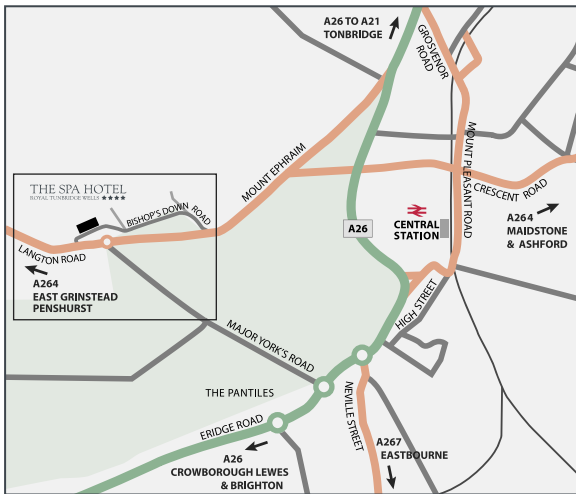 A26 TO A21
TONBRIDGE
GROSVENOR
ROAD
MOUNT EPHRAIM
MOUNT PLEASANT ROAD
CRESCENT ROAD
THE SPA HOTEL
ROYAL TUNBRIDGE WELLS ★★★★
BISHOP'S DOWN ROAD
LANGTON ROAD
A264
EAST GRINSTEAD
PENSHURST
A26
CENTRAL
STATION
A264
MAIDSTONE
& ASHFORD
HIGH STREET
MAJOR YORK'S ROAD
THE PANTILES
ERIDGE ROAD
NEVILLE STREET
A26
CROWBOROUGH LEWES
& BRIGHTON
A267
EASTBOURNE